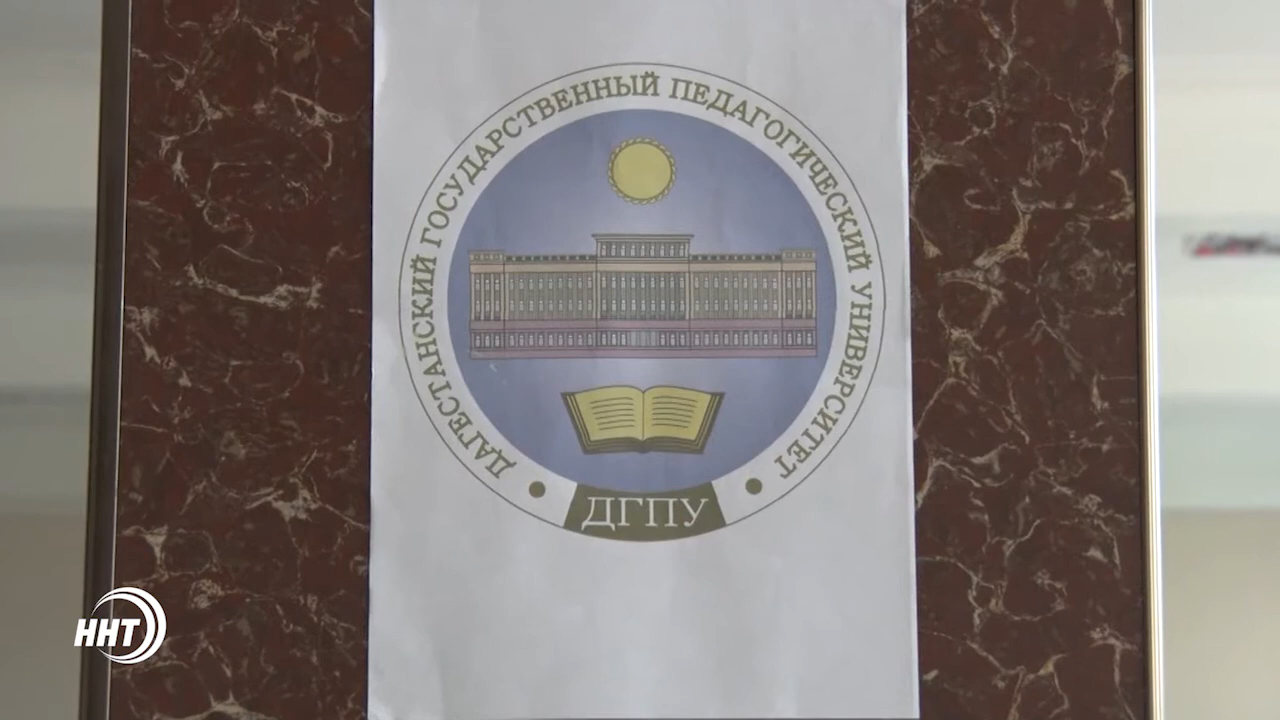 ДАГЕСТАНСКИЙ ГОСУДАРСТВЕННЫЙ ПЕДАГОГИЧЕСКИЙ УНИВЕРСИТЕТ
ДГПУ
ННТ